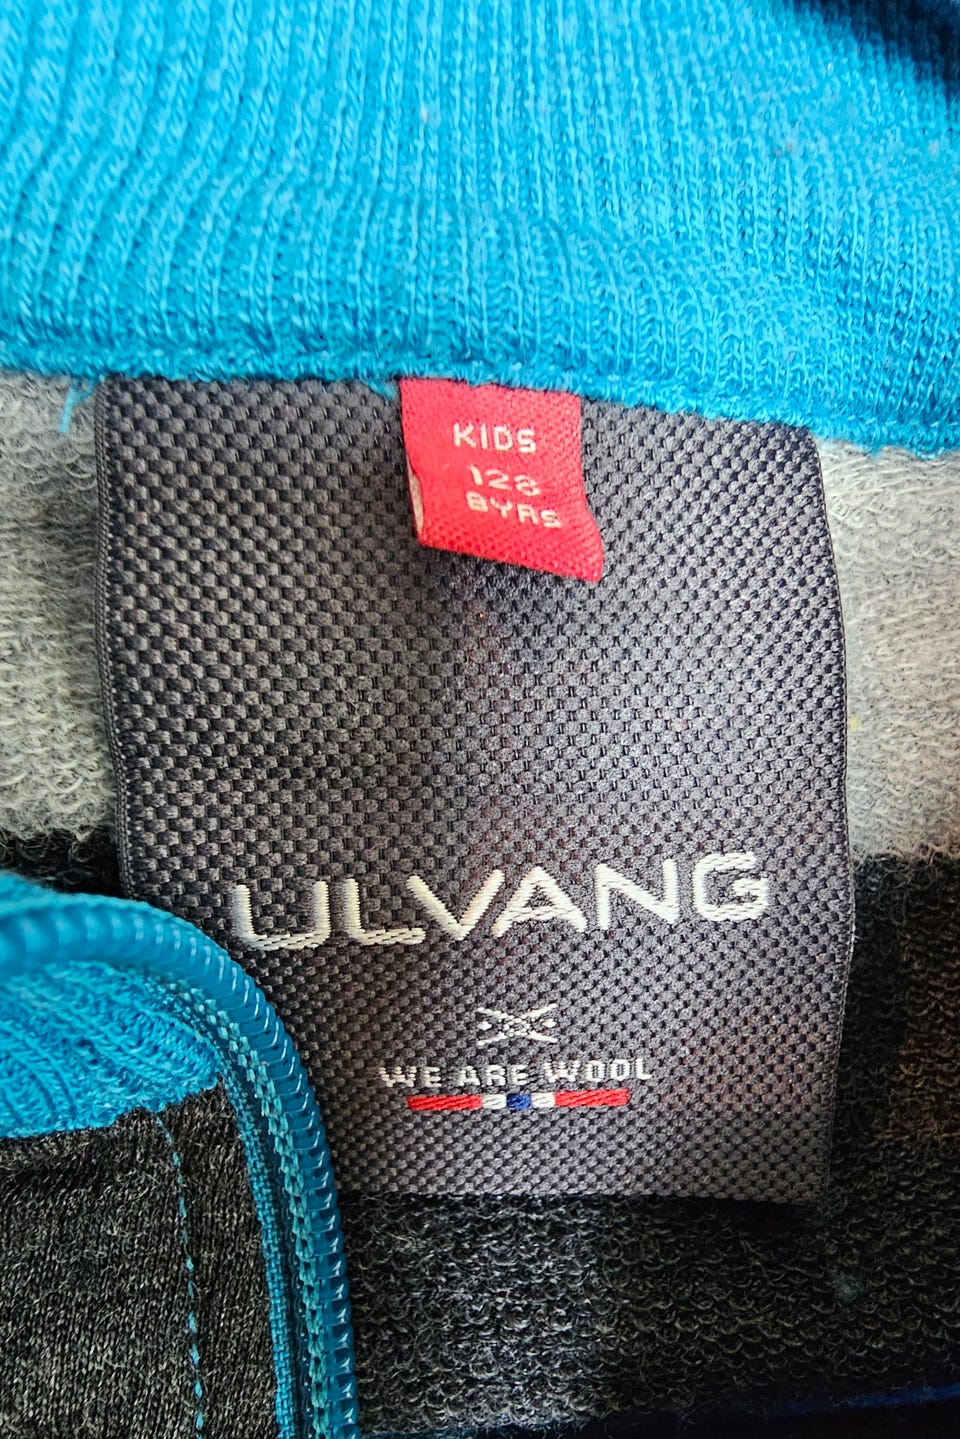 KIDS
128
8YRS
ULVANG
WE ARE WOOL